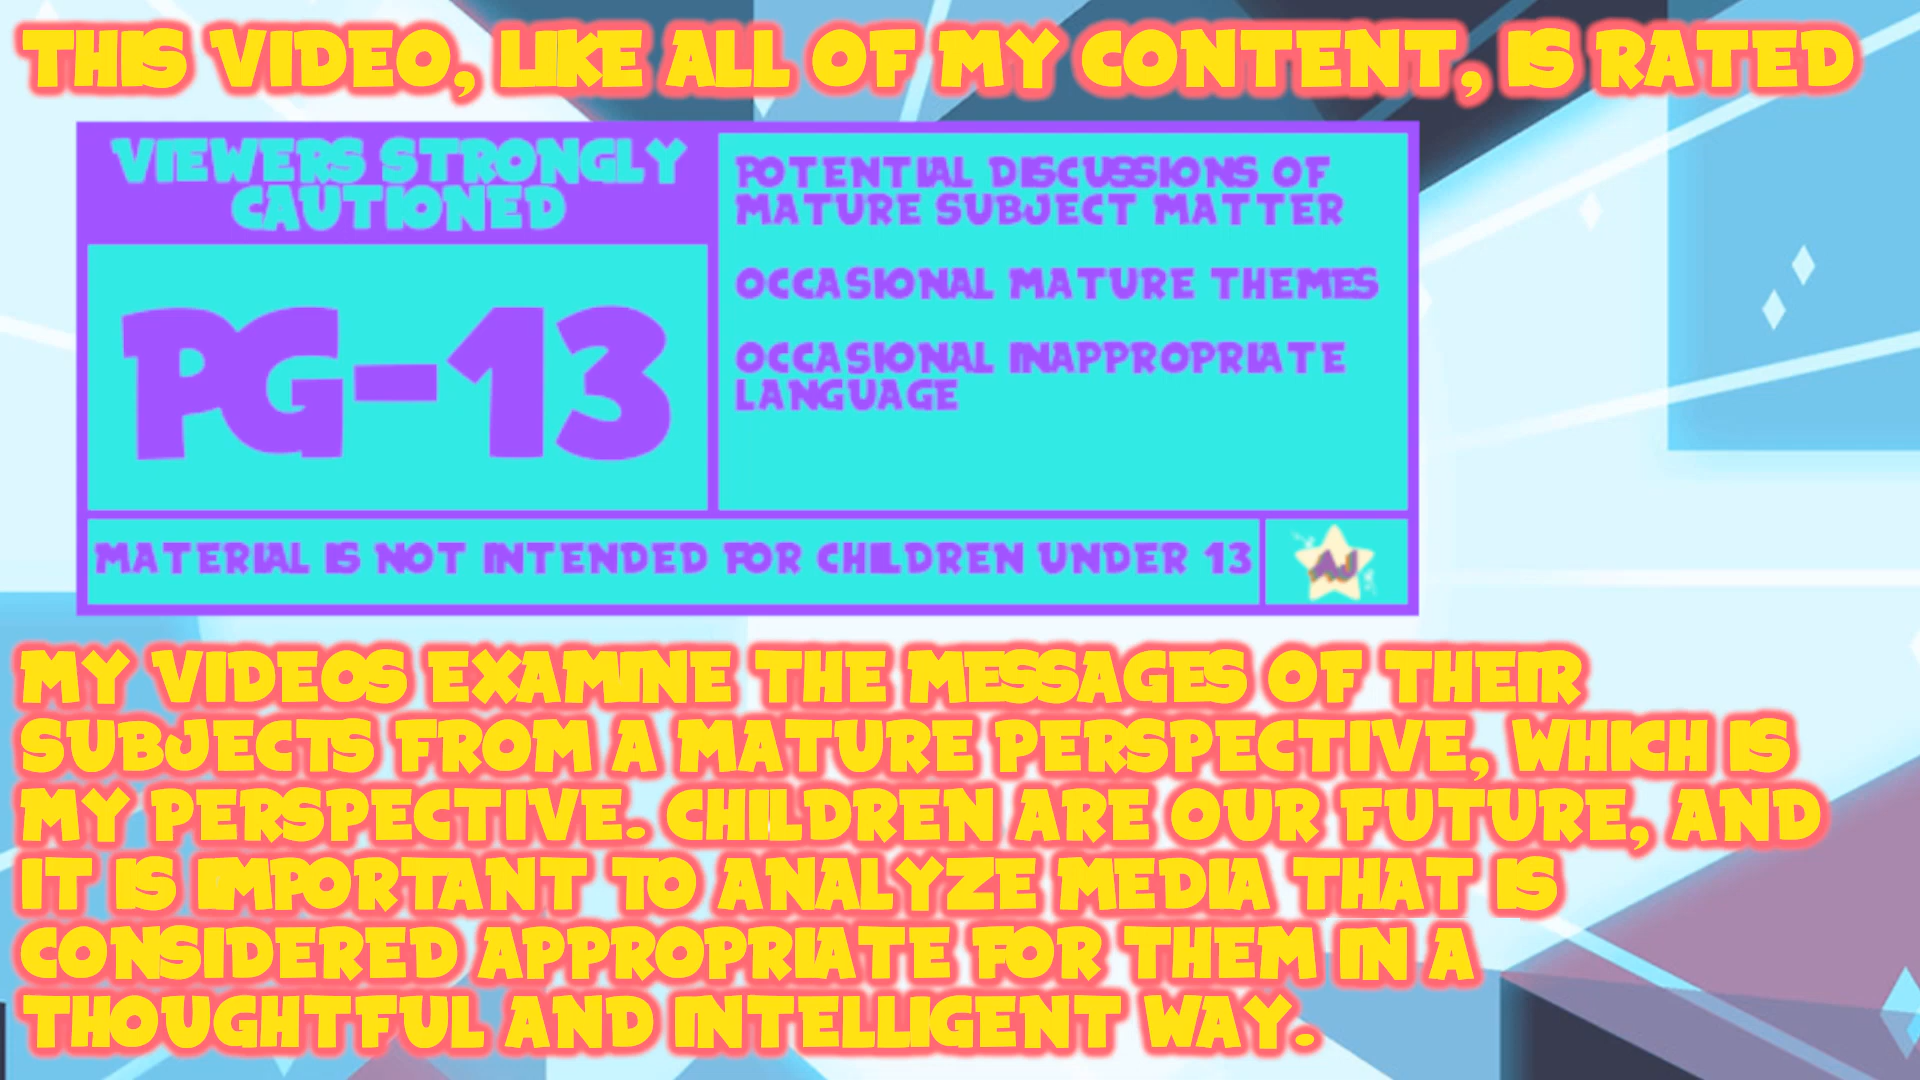 THIS VIDEO, LIKE ALL OF MY CONTENT, IS RATED
VIEWERS STRONGLY
CAUTIONED
PG-13
POTENTIAL DISCUSSIONS OF
MATURE SUBJECT MATTER
OCCASIONAL MATURE THEMES
OCCASIONAL INAPPROPRIATE
LANGUAGE
MATERIAL IS NOT INTENDED FOR CHILDREN UNDER 13
AJ
MY VIDEOS EXAMINE THE MESSAGES OF THEIR
SUBJECTS FROM A MATURE PERSPECTIVE, WHICH IS
MY PERSPECTIVE. CHILDREN ARE OUR FUTURE, AND
IT IS IMPORTANT TO ANALYZE MEDIA THAT IS
CONSIDERED APPROPRIATE FOR THEM IN A
THOUGHTFUL AND INTELLIGENT WAY.